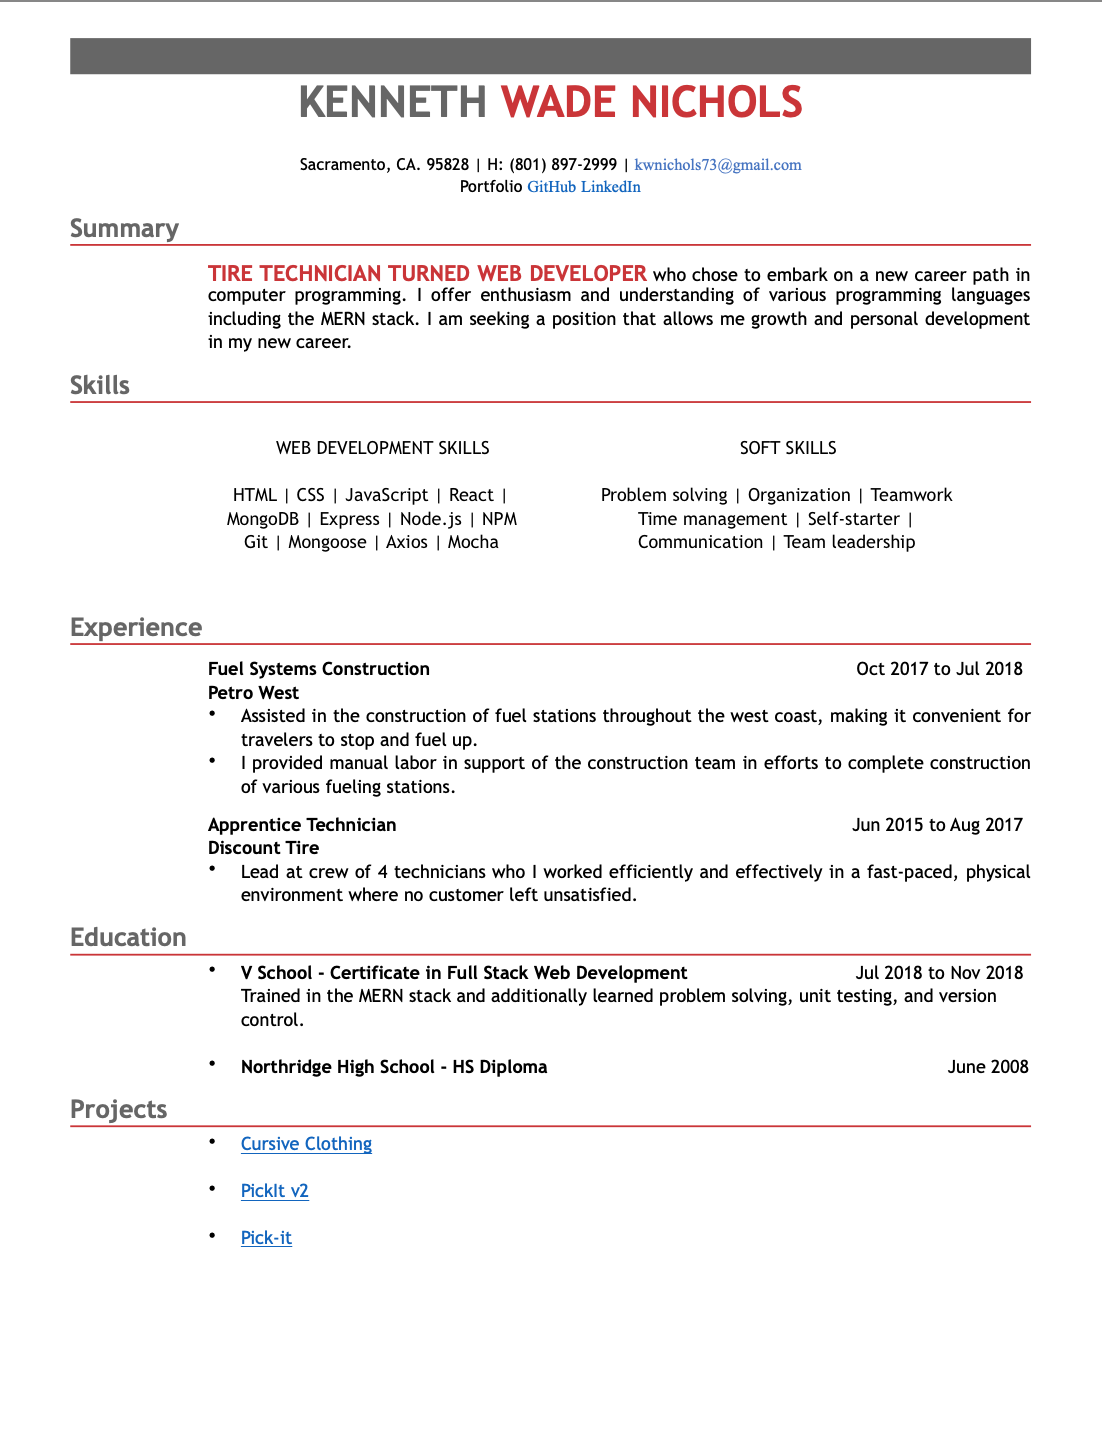 KENNETH WADE NICHOLS
Sacramento, CA. 95828 | H: (801) 897-2999 | kwnichols73@gmail.com
Portfolio GitHub LinkedIn
Summary
TIRE TECHNICIAN TURNED WEB DEVELOPER who chose to embark on a new career path in
computer programming. I offer enthusiasm and understanding of various programming languages
including the MERN stack. I am seeking a position that allows me growth and personal development
in my new career.
Skills
WEB DEVELOPMENT SKILLS
HTML | CSS | JavaScript | React |
MongoDB | Express | Node.js | NPM
Git | Mongoose | Axios | Mocha
SOFT SKILLS
Problem solving | Organization | Teamwork
Time management | Self-starter |
Communication | Team leadership
Experience
Fuel Systems Construction Oct 2017 to Jul 2018
Petro West
• Assisted in the construction of fuel stations throughout the west coast, making it convenient for
travelers to stop and fuel up.
• I provided manual labor in support of the construction team in efforts to complete construction
of various fueling stations.
Apprentice Technician Jun 2015 to Aug 2017
Discount Tire
• Lead at crew of 4 technicians who I worked efficiently and effectively in a fast-paced, physical
environment where no customer left unsatisfied.
Education
• V School - Certificate in Full Stack Web Development Jul 2018 to Nov 2018
Trained in the MERN stack and additionally learned problem solving, unit testing, and version
control.
• Northridge High School - HS Diploma June 2008
Projects
• Cursive Clothing
• PickIt v2
• Pick-it